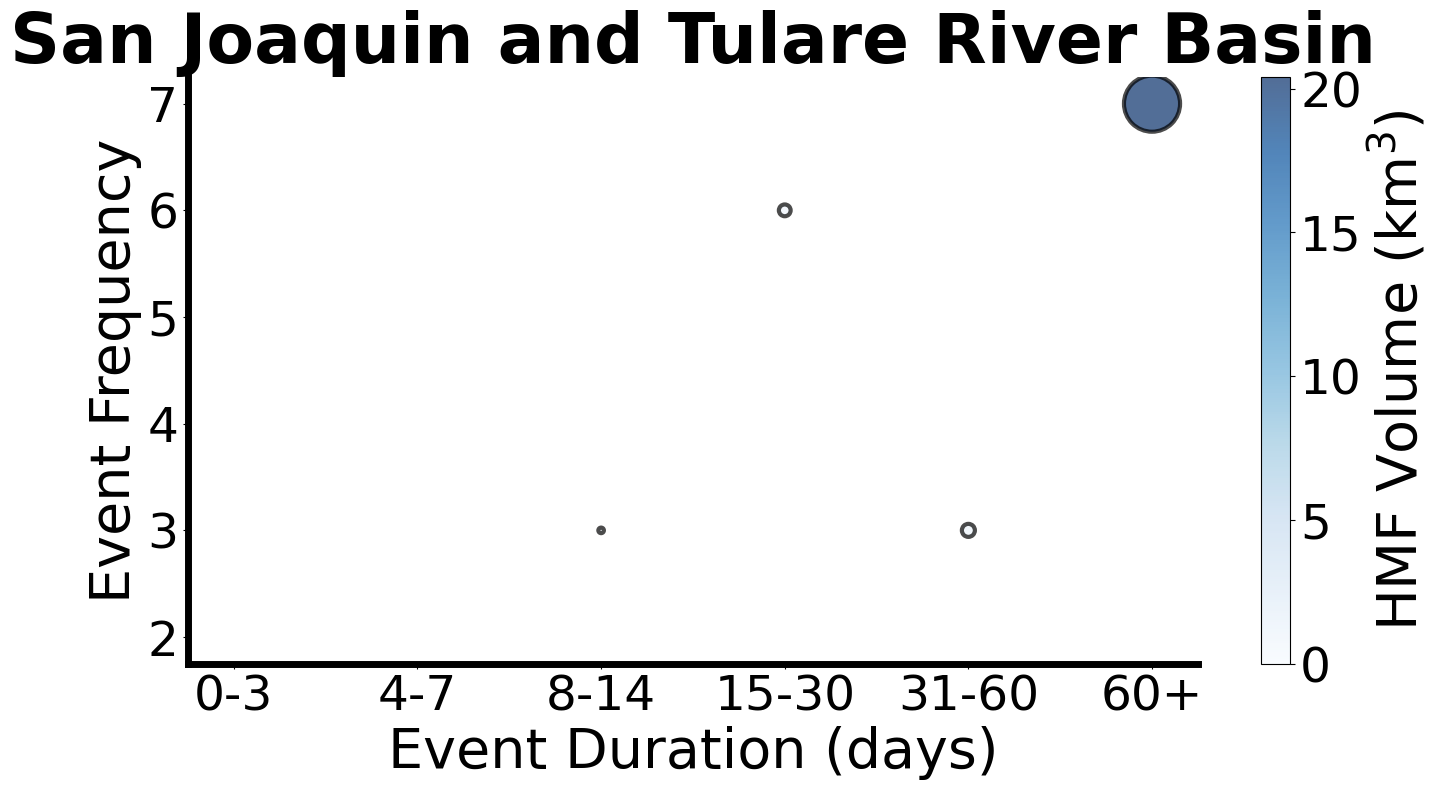 San Joaquin and Tulare River Basin
Event Frequency
7
6
5
4
3
2
0-3 4-7 8-14 15-30 31-60 60+
Event Duration (days)
20
15
10
5
0
HMF Volume (km³)